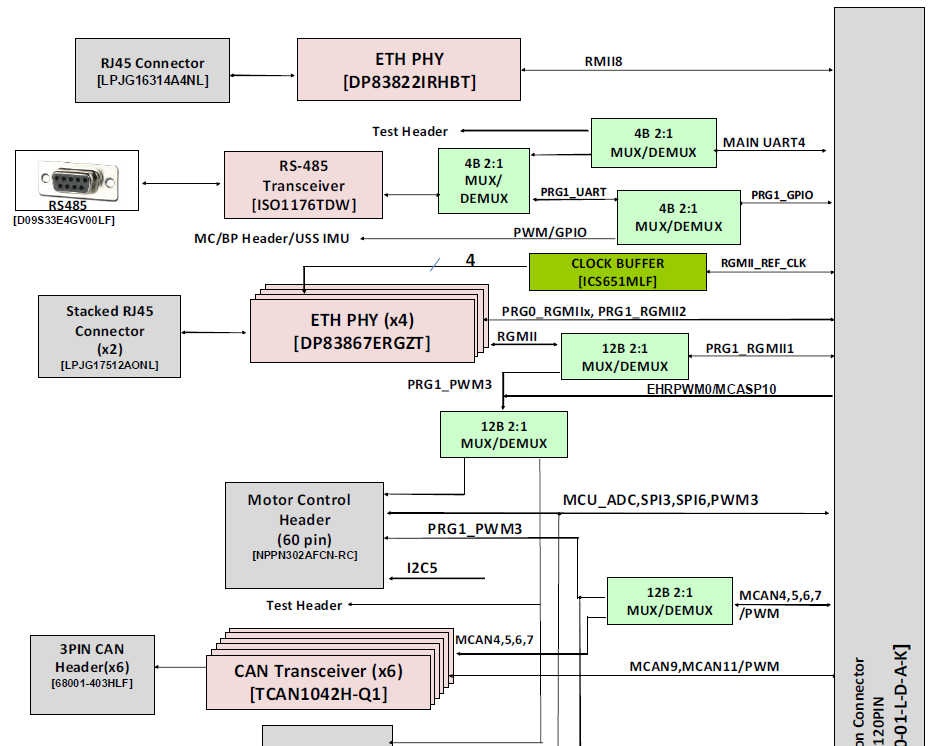 RJ45 Connector
[LPJG16314A4NL]
ETH PHY
[DP83822IRHBT]
RMII8
Test Header
4B 2:1
MUX/DEMUX
MAIN UART4
RS485
[D09S33E4GV00LF]
RS-485
Transceiver
[ISO1176TDW]
4B 2:1
MUX/
DEMUX
PRG1_UART
4B 2:1
MUX/DEMUX
PRG1_GPIO
MC/BP Header/USS IMU
PWM/GPIO
4
CLOCK BUFFER
[ICS651MLF]
RGMII_REF_CLK
Stacked RJ45
Connector
(x2)
[LPJG17512AONL]
ETH PHY (x4)
[DP83867ERGZT]
PRG0_RGMIIx, PRG1_RGMII2
RGMII
12B 2:1
MUX/DEMUX
PRG1_RGMII1
PRG1_PWM3
EHRPWM0/MCASP10
12B 2:1
MUX/DEMUX
Motor Control
Header
(60 pin)
[NPPN302AFCN-RC]
MCU_ADC,SPI3,SPI6,PWM3
PRG1_PWM3
I2C5
Test Header
12B 2:1
MUX/DEMUX
MCAN4,5,6,7
/PWM
3PIN CAN
Header(x6)
[68001-403HLF]
CAN Transceiver (x6)
[TCAN1042H-Q1]
MCAN4,5,6,7
MCAN9,MCAN11/PWM
on Connector
120PIN
0-01-L-D-A-K]